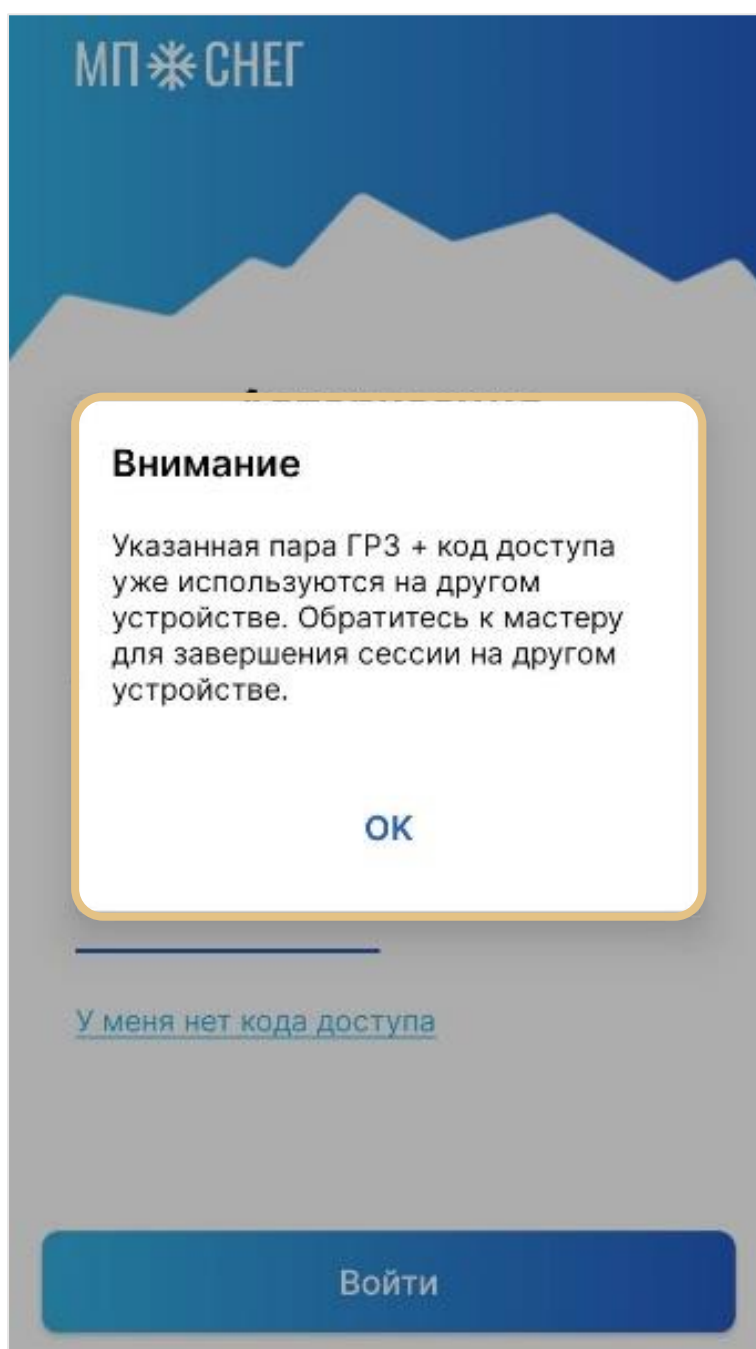 МП СНЕГ
Внимание
Указанная пара ГРЗ + код доступа
уже используются на другом
устройстве. Обратитесь к мастеру
для завершения сессии на другом
устройстве.
OK
У меня нет кода доступа
Войти